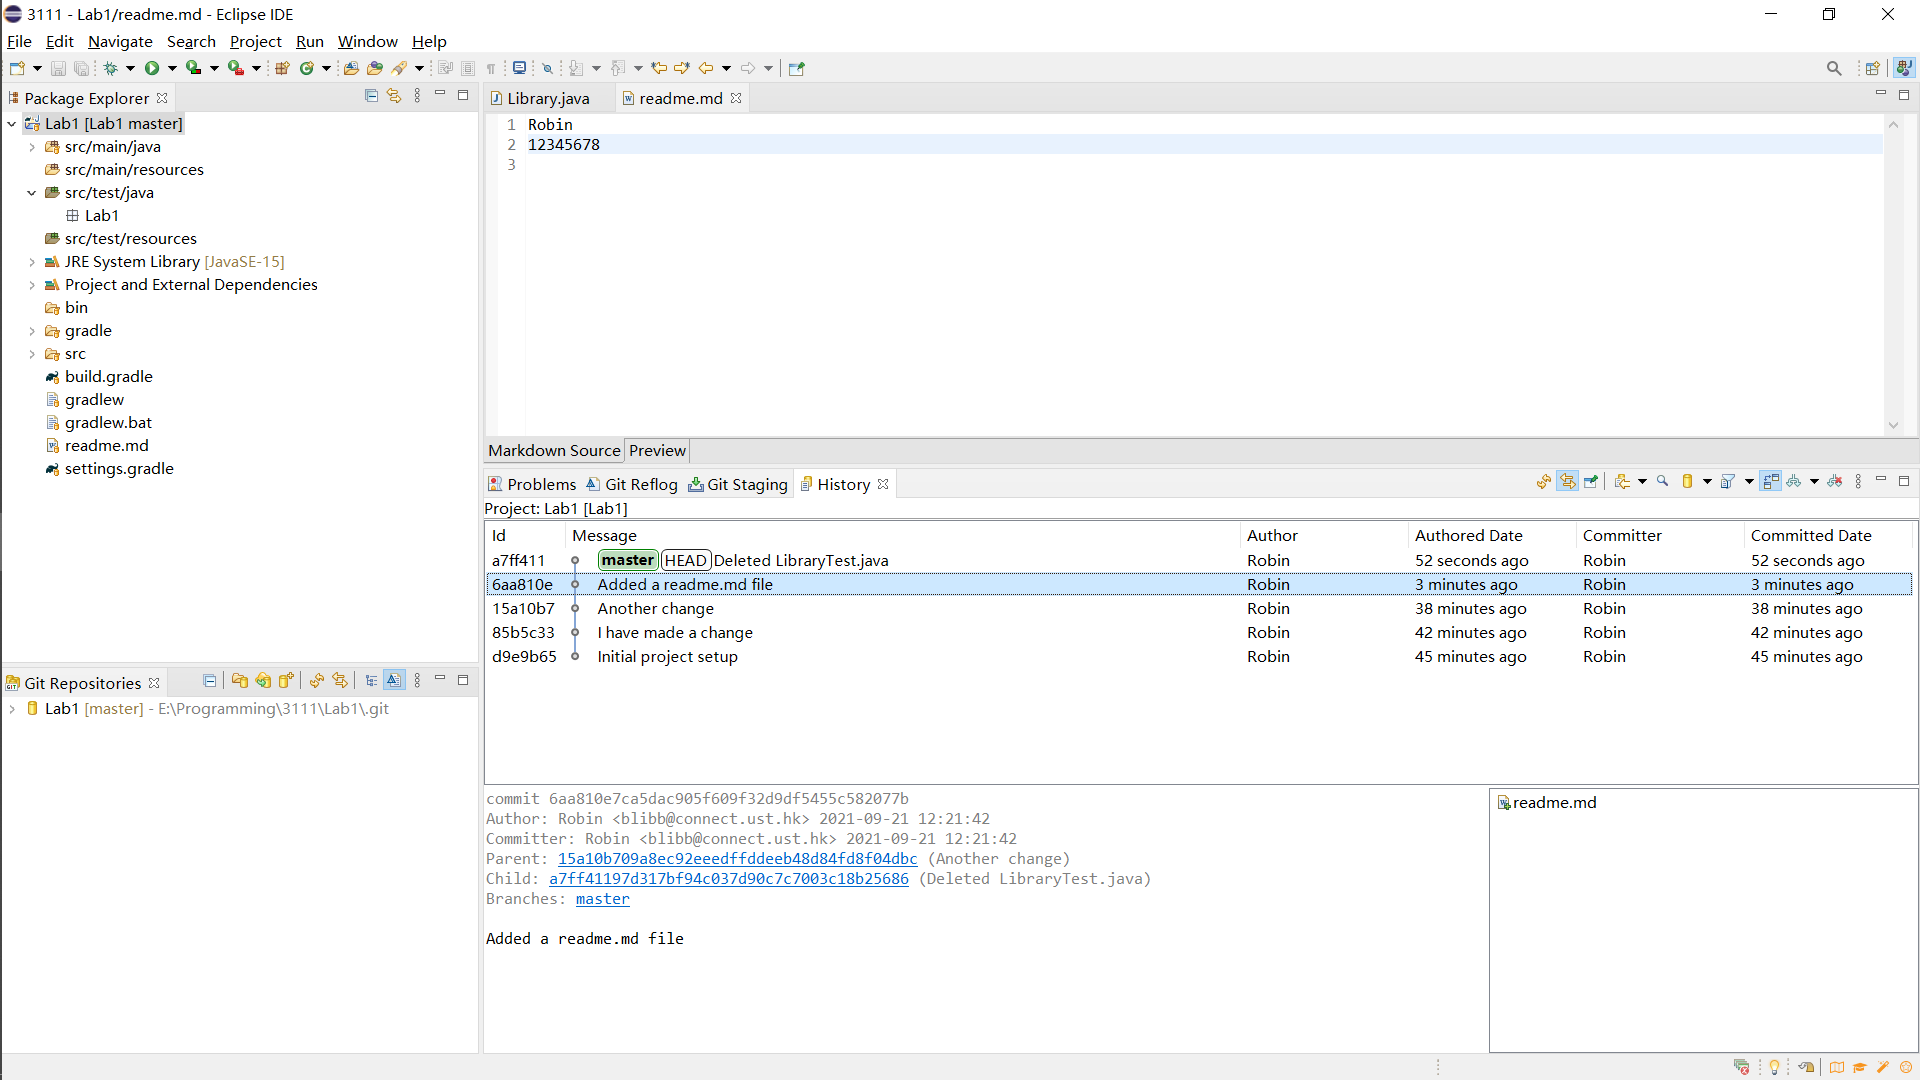 3111 - Lab1/readme.md - Eclipse IDE
File Edit Navigate Search Project Run Window Help
Package Explorer
Lab1 [Lab1 master]
src/main/java
src/main/resources
src/test/java
Lab1
src/test/resources
JRE System Library [JavaSE-15]
Project and External Dependencies
bin
gradle
src
build.gradle
gradlew
gradlew.bat
readme.md
settings.gradle
Git Repositories
Lab1 [master] - E:\Programming\3111\Lab1\.git
Library.java readme.md
1 Robin
2 12345678
3
Markdown Source Preview
Problems Git Reflog Git Staging History
Project: Lab1 [Lab1]
Id Message Author Authored Date Committer Committed Date
a7ff411 master HEAD Deleted LibraryTest.java Robin 52 seconds ago Robin 52 seconds ago
6aa810e Added a readme.md file Robin 3 minutes ago Robin 3 minutes ago
15a10b7 Another change Robin 38 minutes ago Robin 38 minutes ago
85b5c33 I have made a change Robin 42 minutes ago Robin 42 minutes ago
d9e9b65 Initial project setup Robin 45 minutes ago Robin 45 minutes ago
commit 6aa810e7ca5dac905f609f32d9df5455c582077b
Author: Robin <blibb@connect.ust.hk> 2021-09-21 12:21:42
Committer: Robin <blibb@connect.ust.hk> 2021-09-21 12:21:42
Parent: 15a10b709a8ec92eeedffddeeb48d84fd8f04dbc (Another change)
Child: a7ff41197d317bf94c037d90c7c7003c18b25686 (Deleted LibraryTest.java)
Branches: master
Added a readme.md file
readme.md